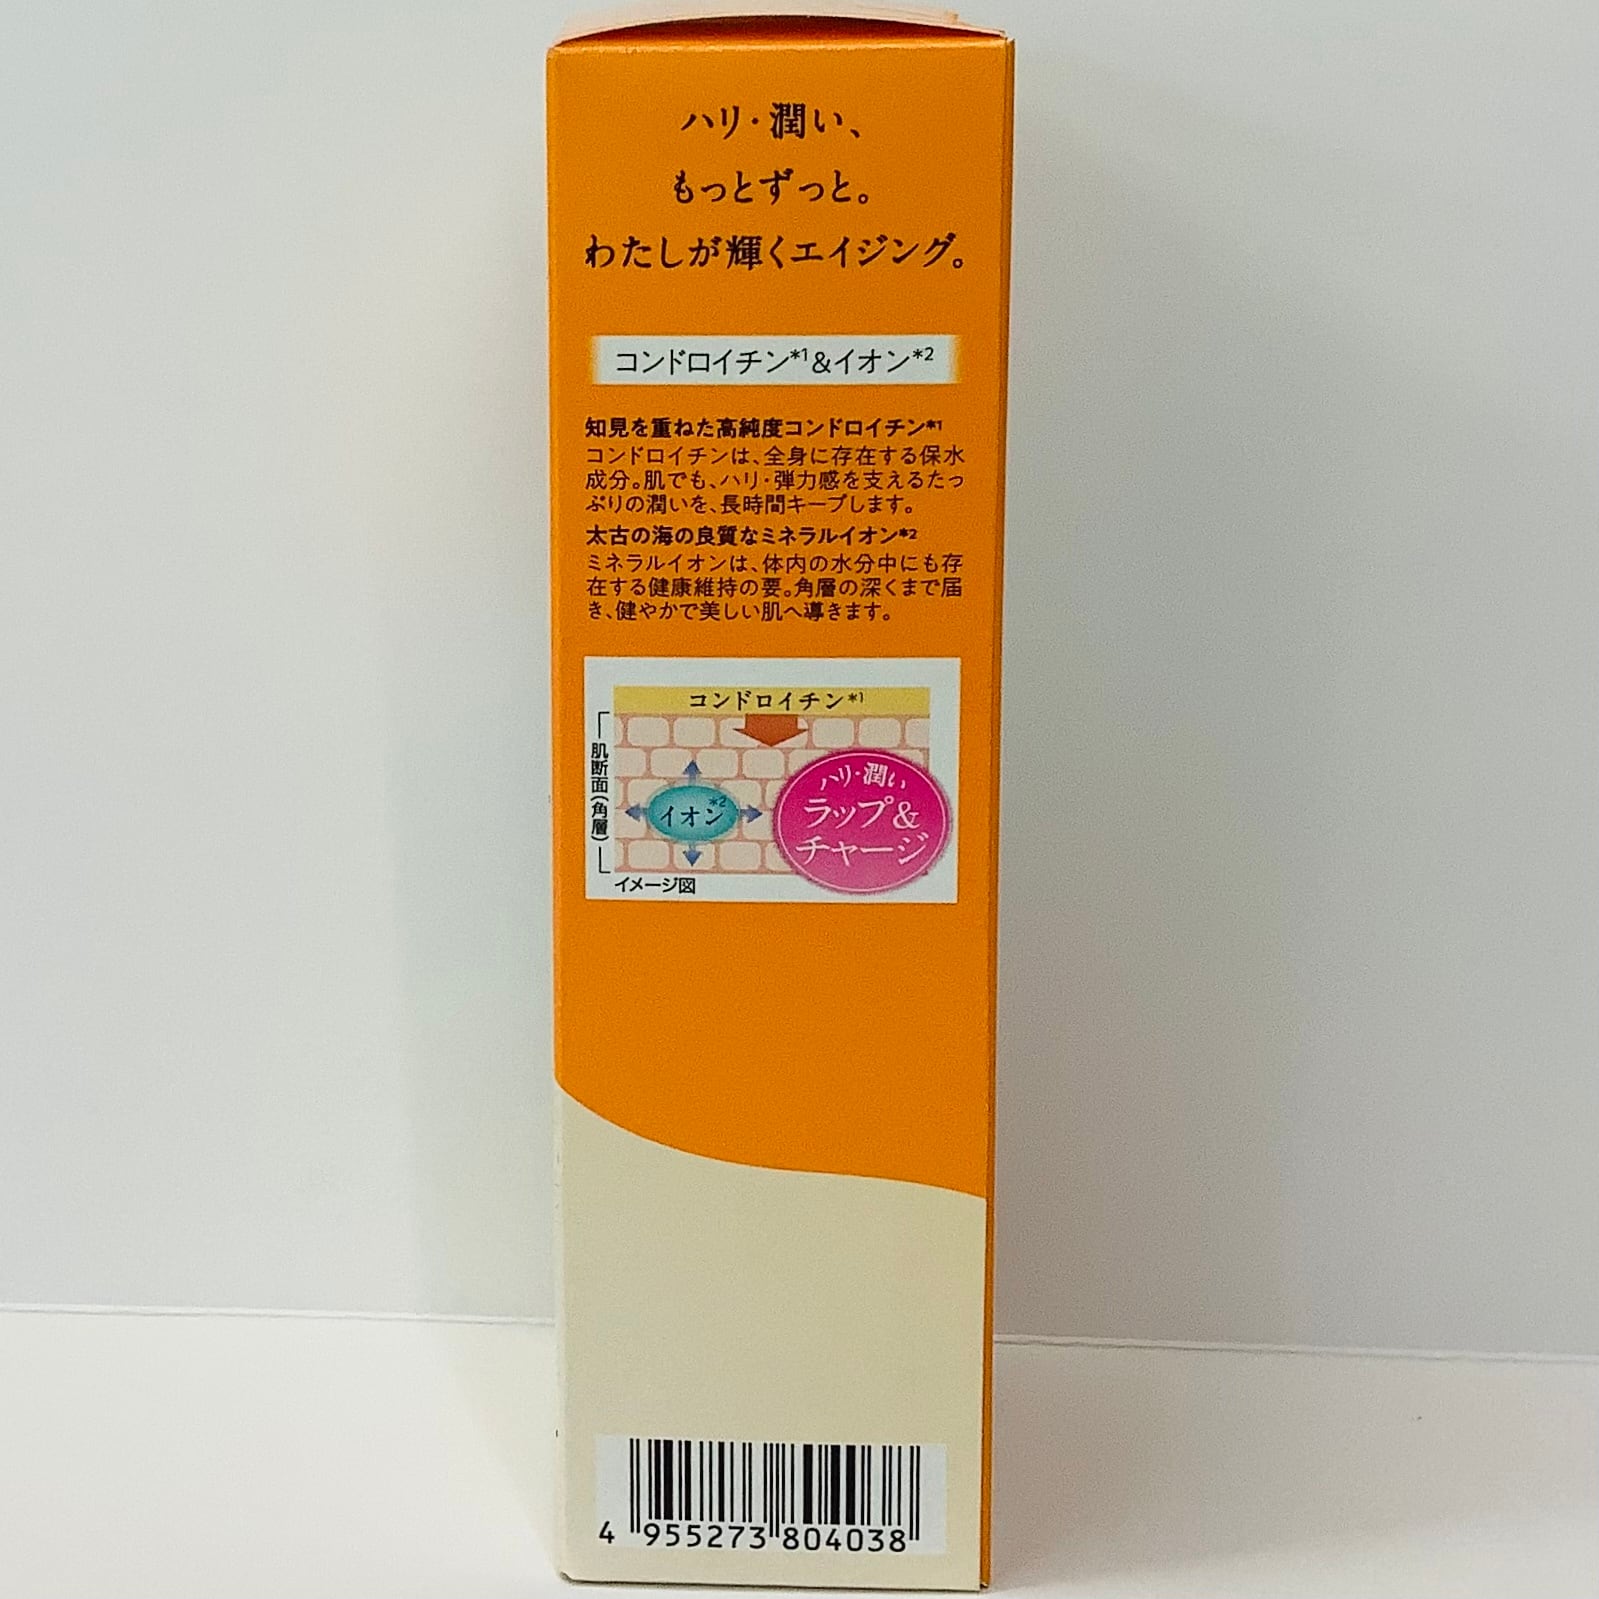 ハリ・潤い、
もっとずっと。
わたしが輝くエイジング。
コンドロイチン*1&イオン*2
知見を重ねた高純度コンドロイチン*1
コンドロイチンは、全身に存在する保水
成分。肌でも、ハリ・弾力感を支えるたっ
ぷりの潤いを、長時間キープします。
太古の海の良質なミネラルイオン*2
ミネラルイオンは、体内の水分中にも存
在する健康維持の要。角層の深くまで届
き、健やかで美しい肌へ導きます。
コンドロイチン*1
肌断面(角層)
イオン*2
ハリ・潤い
ラップ&
チャージ
イメージ図
4 955273 804038